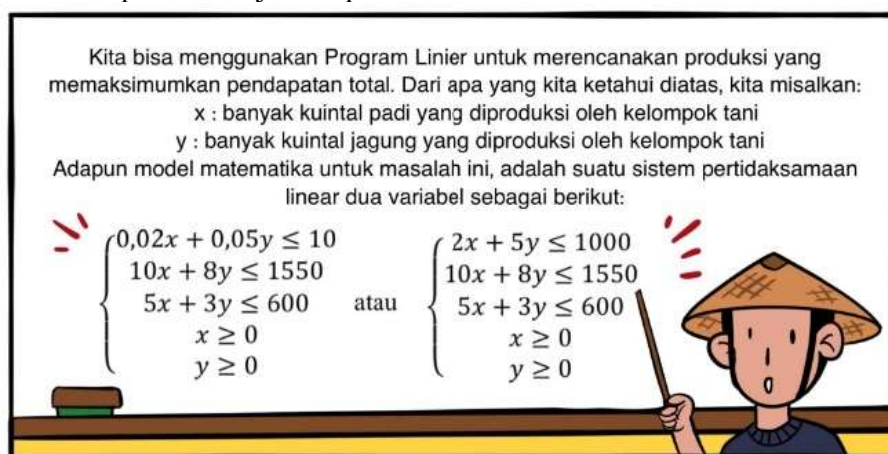 Kita bisa menggunakan Program Linier untuk merencanakan produksi yang
memaksimumkan pendapatan total. Dari apa yang kita ketahui diatas, kita misalkan:
x : banyak kuintal padi yang diproduksi oleh kelompok tani
y : banyak kuintal jagung yang diproduksi oleh kelompok tani
Adapun model matematika untuk masalah ini, adalah suatu sistem pertidaksamaan
linear dua variabel sebagai berikut:
0,02x + 0,05y ≤ 10
10x + 8y ≤ 1550
5x + 3y ≤ 600
x ≥ 0
y ≥ 0
atau
2x + 5y ≤ 1000
10x + 8y ≤ 1550
5x + 3y ≤ 600
x ≥ 0
y ≥ 0